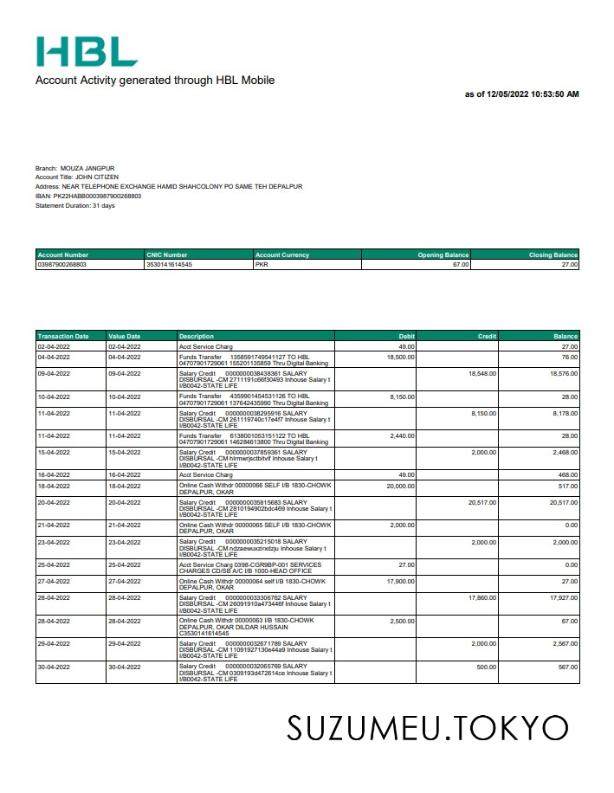 HBL
Account Activity generated through HBL Mobile
as of 12/05/2022 10:53:50 AM
Branch: MOUZA JANGPUR
Account Title: JOHN CITIZEN
Address: NEAR TELEPHONE EXCHANGE HAMID SHAHCOLONY PO SAME TEH DEPALPUR
IBAN: PK22HABB0003987900268803
Statement Duration: 31 days
Account Number CNIC Number Account Currency Opening Balance Closing Balance
03987900268803 3530141614545 PKR 67.00 27.00
Transaction Date Value Date Description Debit Credit Balance
02-04-2022 02-04-2022 Acct Service Charg 49.00 27.00
04-04-2022 04-04-2022 Funds Transfer 1358591749541127 TO HBL 18,500.00 76.00
04707901729061 155201135859 Thru Digital Banking
09-04-2022 09-04-2022 Salary Credit 0000000038438361 SALARY 18,548.00 18,576.00
DISBURSAL -CM 2711191c66f30493 Inhouse Salary t
I/B0042-STATE LIFE
10-04-2022 10-04-2022 Funds Transfer 4359901454531126 TO HBL 8,150.00 28.00
04707901729061 137642435990 Thru Digital Banking
11-04-2022 11-04-2022 Salary Credit 0000000038295916 SALARY 8,150.00 8,178.00
DISBURSAL -CM 261119740c17e4f7 Inhouse Salary t
I/B0042-STATE LIFE
11-04-2022 11-04-2022 Funds Transfer 6138001053151122 TO HBL 2,440.00 28.00
04707901729061 146284613800 Thru Digital Banking
15-04-2022 15-04-2022 Salary Credit 0000000037859361 SALARY 2,000.00 2,468.00
DISBURSAL -CM hlrmwrjsctbitvlf Inhouse Salary t
I/B0042-STATE LIFE
16-04-2022 16-04-2022 Acct Service Charg 49.00 468.00
18-04-2022 18-04-2022 Online Cash Withdr 00000066 SELF I/B 1830-CHOWK 20,000.00 517.00
DEPALPUR, OKAR
20-04-2022 20-04-2022 Salary Credit 0000000035815683 SALARY 20,517.00 20,517.00
DISBURSAL -CM 2810194902bdc469 Inhouse Salary t
I/B0042-STATE LIFE
21-04-2022 21-04-2022 Online Cash Withdr 00000065 SELF I/B 1830-CHOWK 2,000.00 0.00
DEPALPUR, OKAR
23-04-2022 23-04-2022 Salary Credit 0000000035215018 SALARY 2,000.00 2,000.00
DISBURSAL -CM ndzaewuxzirxdzju Inhouse Salary t
I/B0042-STATE LIFE
25-04-2022 25-04-2022 Acct Service Charg 0098-CGR9BP-001 SERVICES 27.00 0.00
CHARGES CD/SB A/C I/B 1000-HEAD OFFICE
27-04-2022 27-04-2022 Online Cash Withdr 00000064 self I/B 1830-CHOWK 17,900.00 27.00
DEPALPUR, OKAR
28-04-2022 28-04-2022 Salary Credit 0000000033306762 SALARY 17,860.00 17,927.00
DISBURSAL -CM 26091910a473446f Inhouse Salary t
I/B0042-STATE LIFE
28-04-2022 28-04-2022 Online Cash Withdr 00000063 I/B 1830-CHOWK 2,500.00 67.00
DEPALPUR, OKAR DILDAR HUSSAIN
C3530141614545
29-04-2022 29-04-2022 Salary Credit 0000000032671789 SALARY 2,000.00 2,567.00
DISBURSAL -CM 11091927130e44a9 Inhouse Salary t
I/B0042-STATE LIFE
30-04-2022 30-04-2022 Salary Credit 0000000032065769 SALARY 500.00 567.00
DISBURSAL -CM 0309193d472614ce Inhouse Salary t
I/B0042-STATE LIFE
SUZUMEU.TOKYO